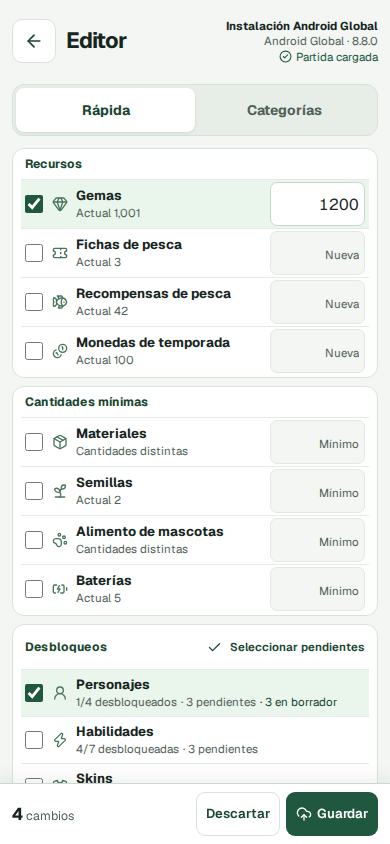 Editor
Instalación Android Global
Android Global · 8.8.0
Partida cargada
Rápida
Categorías
Recursos
Gemas
Actual 1,001
1200
Fichas de pesca
Actual 3
Nueva
Recompensas de pesca
Actual 42
Nueva
Monedas de temporada
Actual 100
Nueva
Cantidades mínimas
Materiales
Cantidades distintas
Mínimo
Semillas
Actual 2
Mínimo
Alimento de mascotas
Cantidades distintas
Mínimo
Baterías
Actual 5
Mínimo
Desbloqueos
Seleccionar pendientes
Personajes
1/4 desbloqueados · 3 pendientes · 3 en borrador
Habilidades
4/7 desbloqueadas · 3 pendientes
Skins
4 cambios
Descartar
Guardar